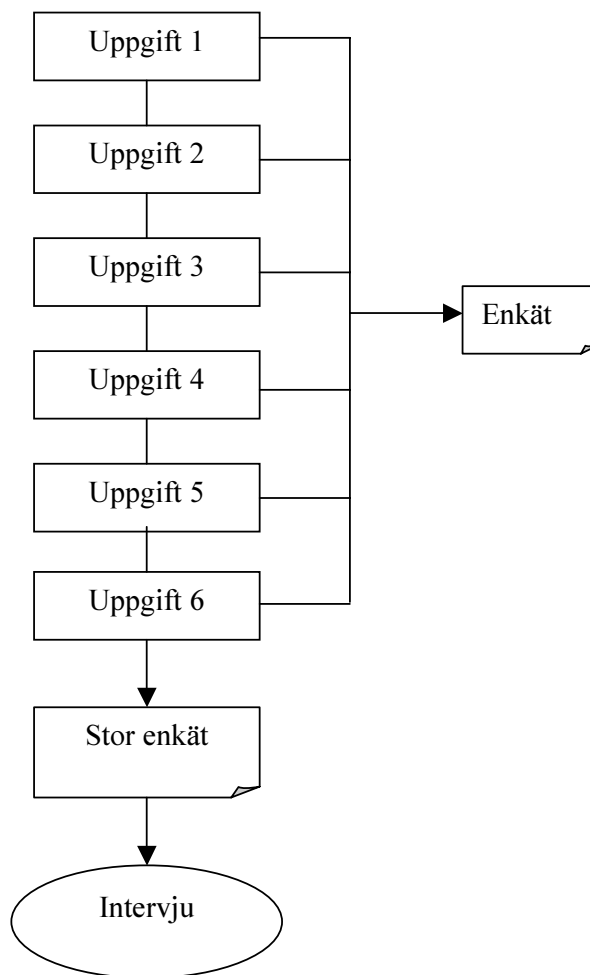 Uppgift 1
Uppgift 2
Uppgift 3
Enkät
Uppgift 4
Uppgift 5
Uppgift 6
Stor enkät
Intervju